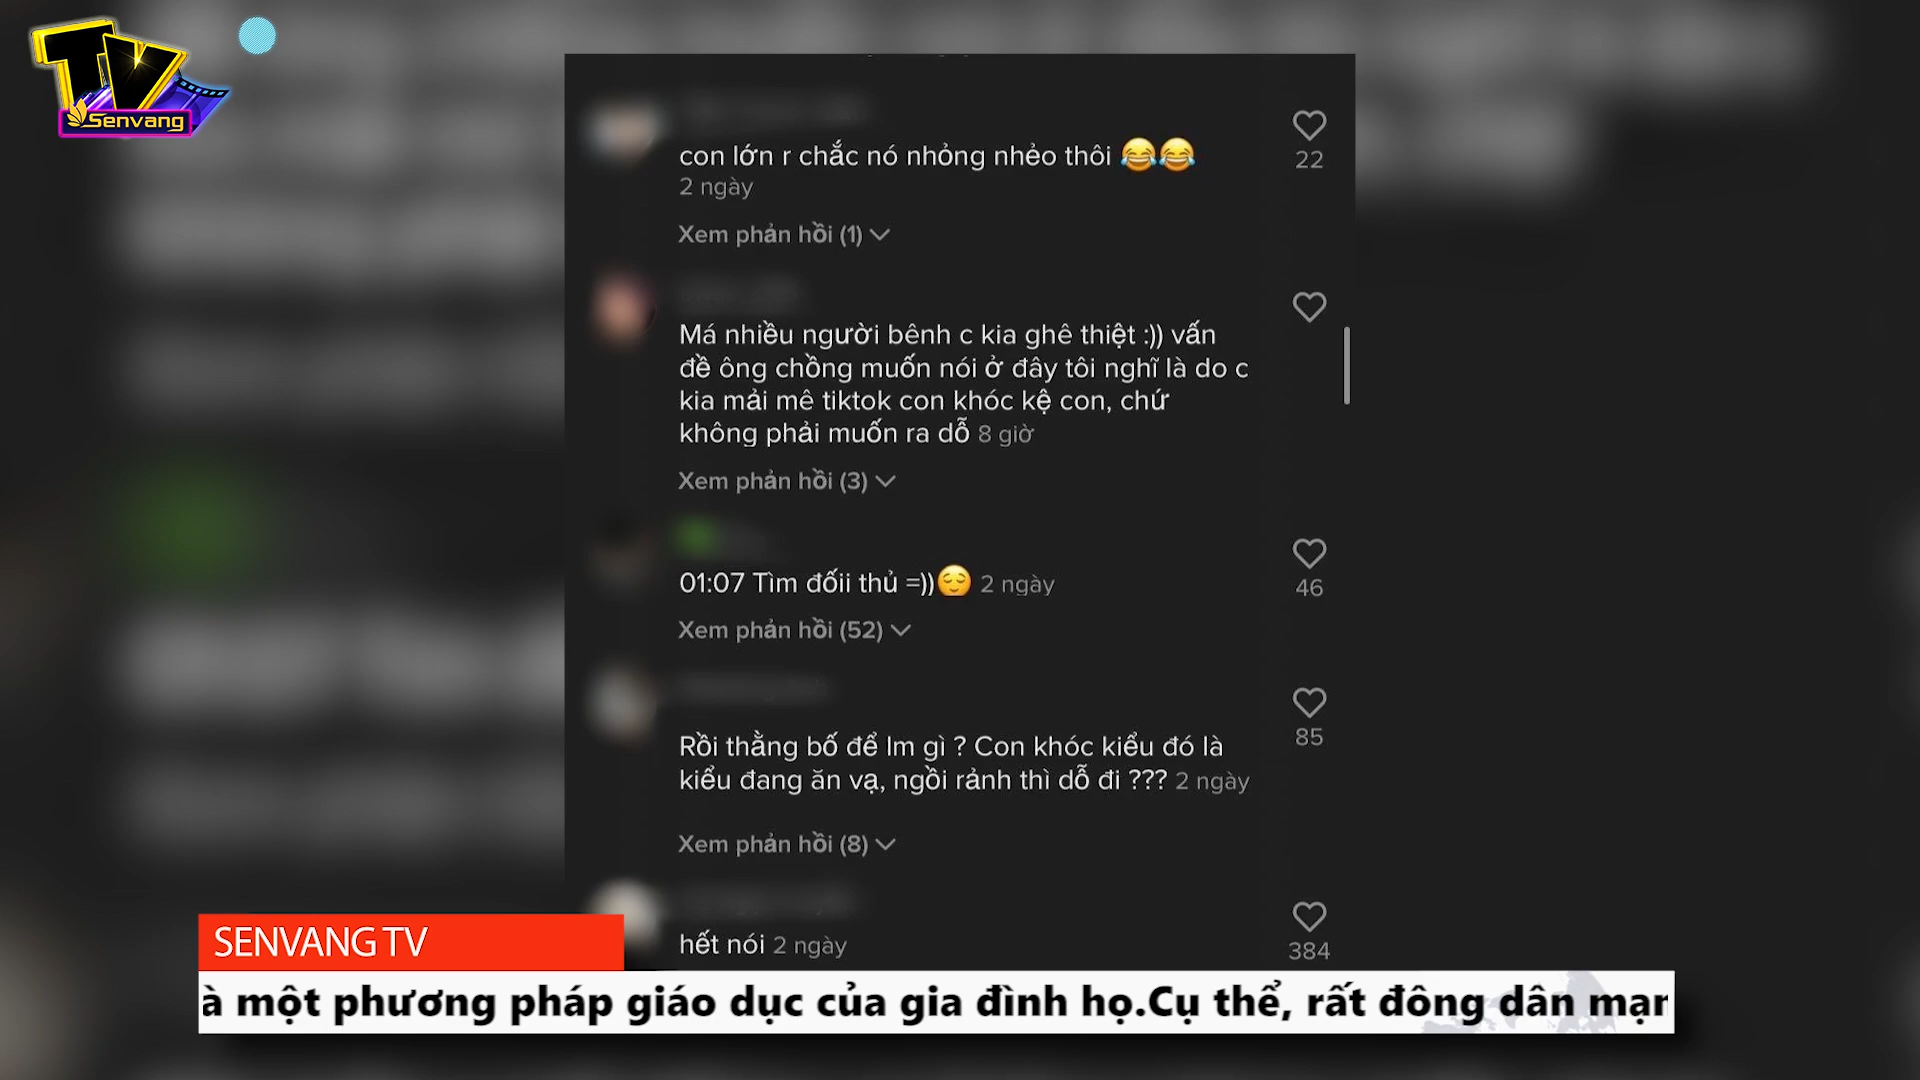 TV
Senvang
con lớn r chắc nó nhỏng nhẻo thôi 😂😂
22
2 ngày
Xem phản hồi (1)
Má nhiều người bênh c kia ghê thiệt :)) vấn
đề ông chồng muốn nói ở đây tôi nghĩ là do c
kia mải mê tiktok con khóc kệ con, chứ
không phải muốn ra dỗ 8 giờ
Xem phản hồi (3)
01:07 Tìm đốii thủ =))😌 2 ngày
46
Xem phản hồi (52)
Rồi thằng bố để lm gì ? Con khóc kiểu đó là
85
kiểu đang ăn vạ, ngồi rảnh thì dỗ đi ??? 2 ngày
Xem phản hồi (8)
hết nói 2 ngày
384
SENVANG TV
à một phương pháp giáo dục của gia đình họ.Cụ thể, rất đông dân mạn